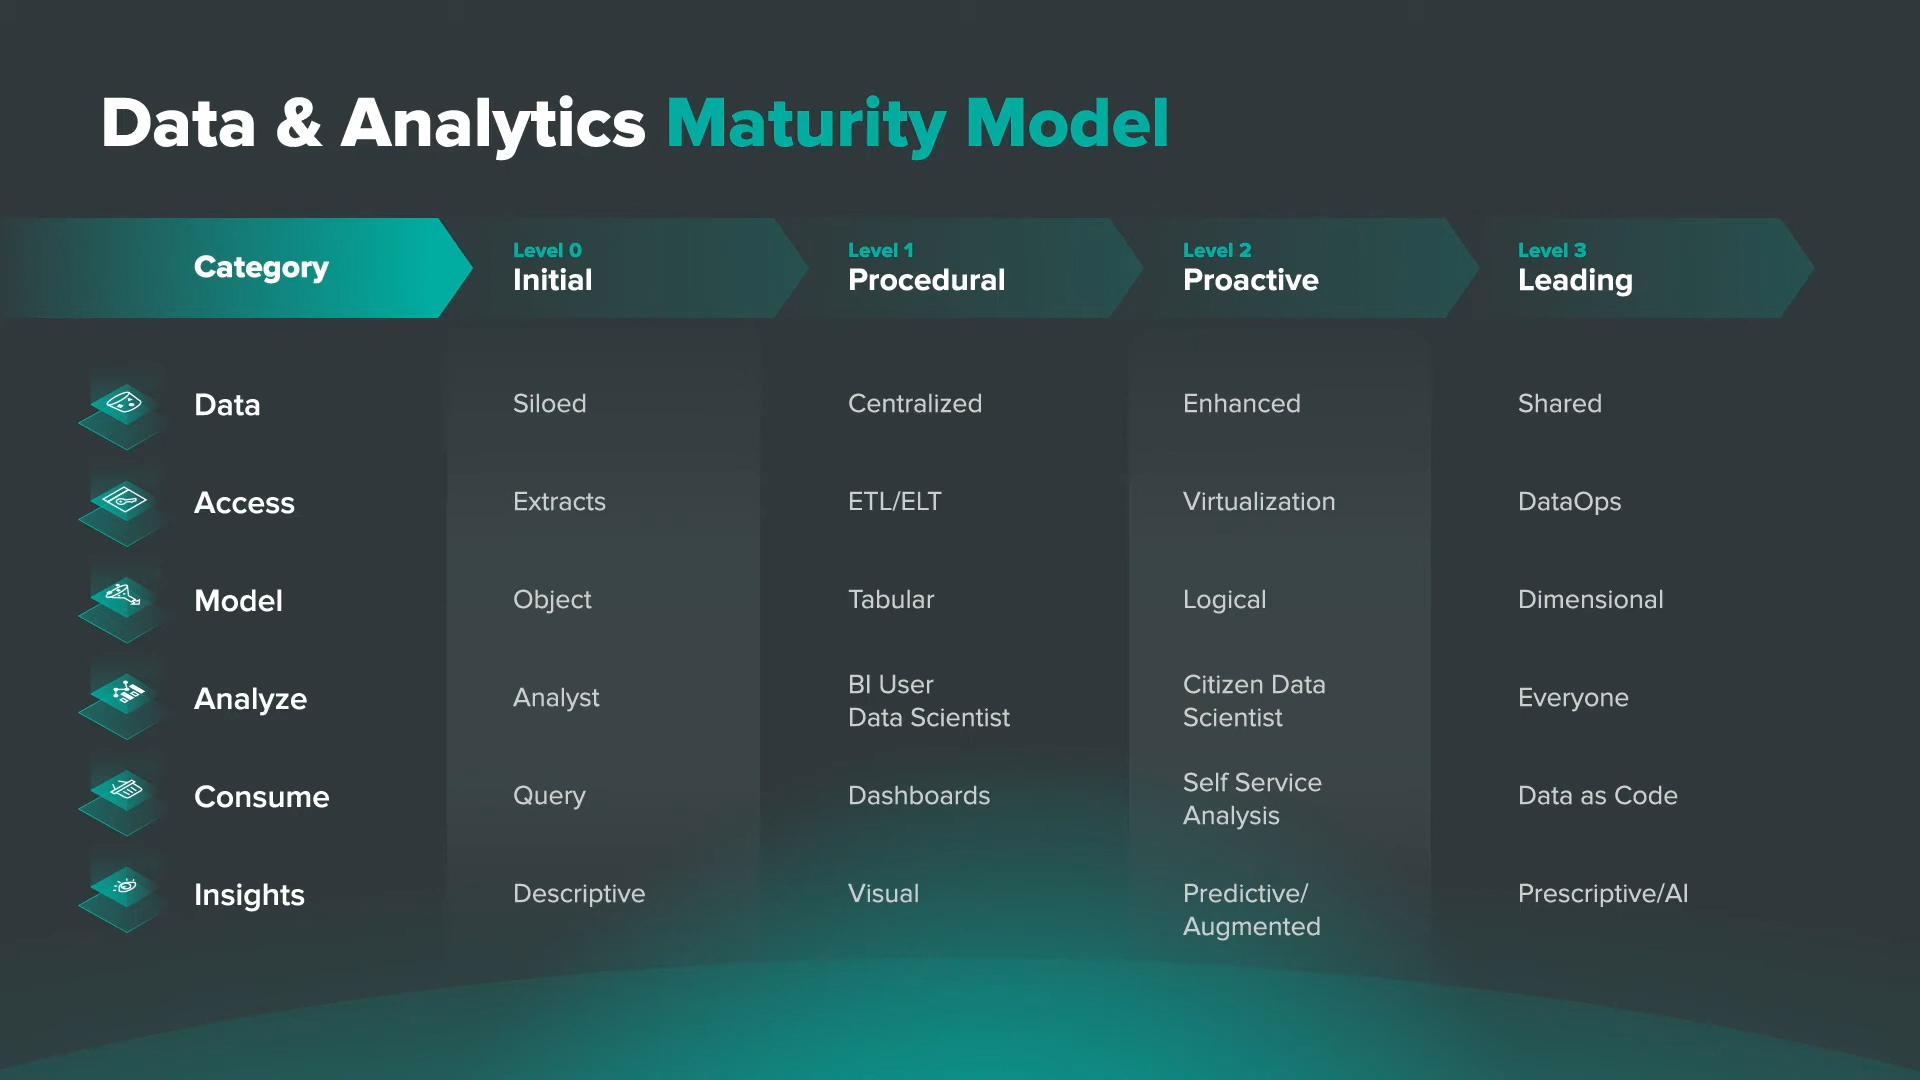 Data & Analytics Maturity Model
Category
Level 0
Initial
Level 1
Procedural
Level 2
Proactive
Level 3
Leading
Data
Siloed
Centralized
Enhanced
Shared
Access
Extracts
ETL/ELT
Virtualization
DataOps
Model
Object
Tabular
Logical
Dimensional
Analyze
Analyst
BI User
Data Scientist
Citizen Data
Scientist
Everyone
Consume
Query
Dashboards
Self Service
Analysis
Data as Code
Insights
Descriptive
Visual
Predictive/
Augmented
Prescriptive/AI